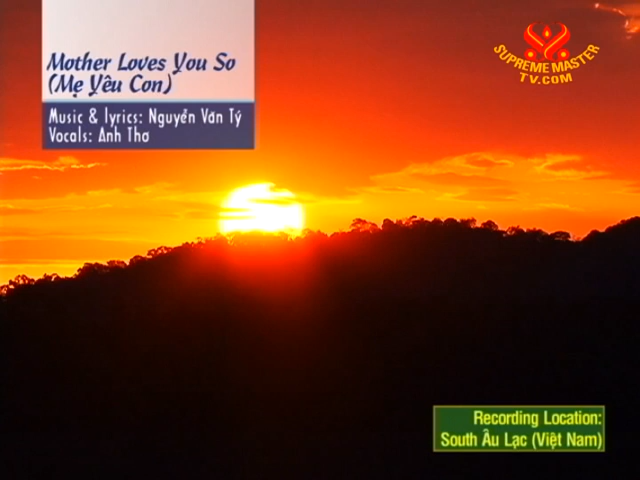 Mother Loves You So
(Mẹ Yêu Con)
Music & lyrics: Nguyễn Văn Tý
Vocals: Anh Thơ
SUPREME MASTER
TV.COM
Recording Location:
South Âu Lạc (Việt Nam)